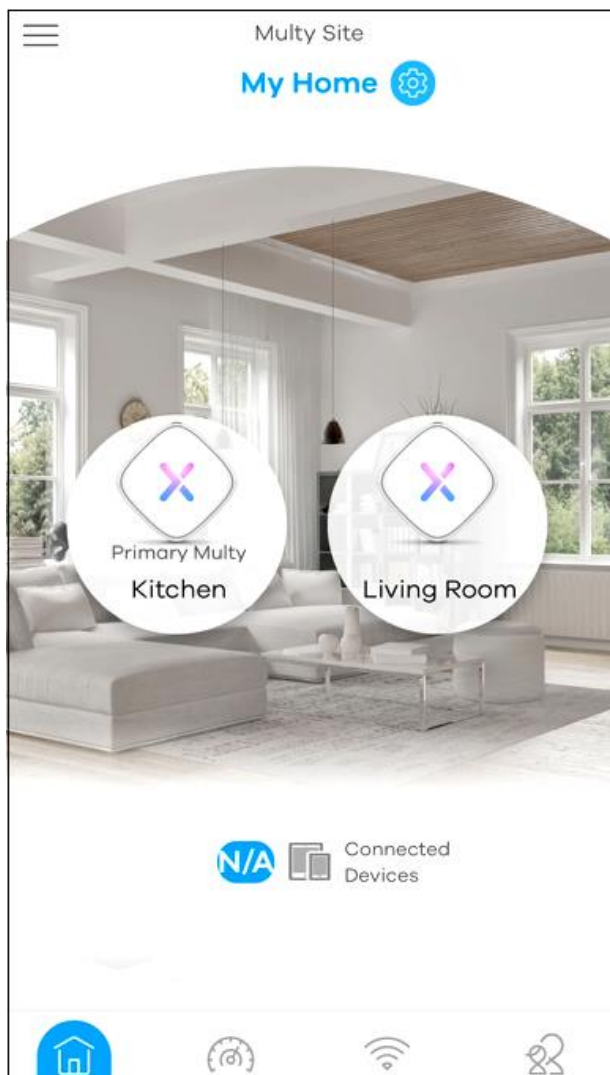 Multy Site
My Home
Primary Multy
Kitchen
Living Room
N/A
Connected
Devices